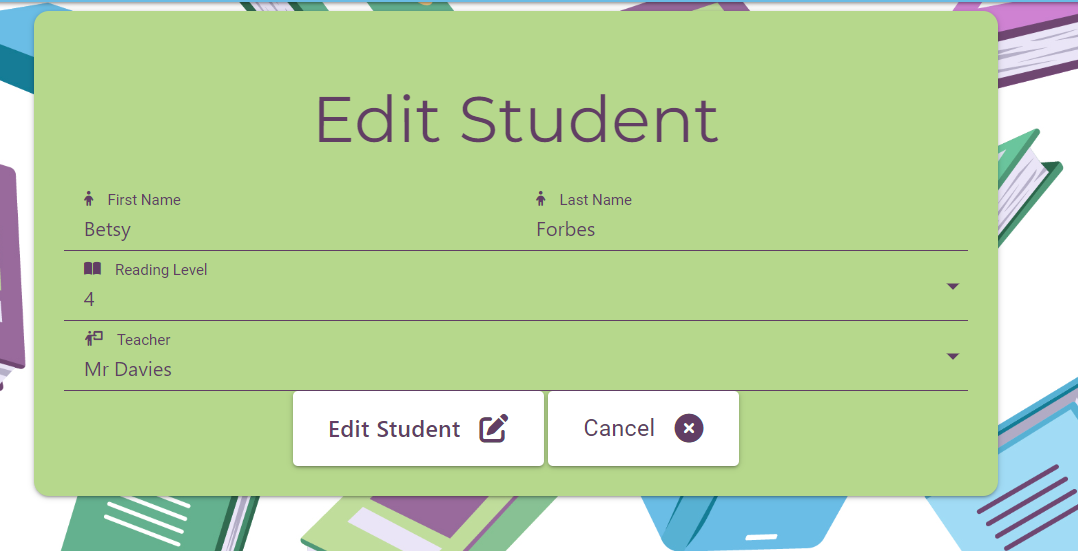 Edit Student
First Name Last Name
Betsy Forbes
Reading Level
4
Teacher
Mr Davies
Edit Student Cancel